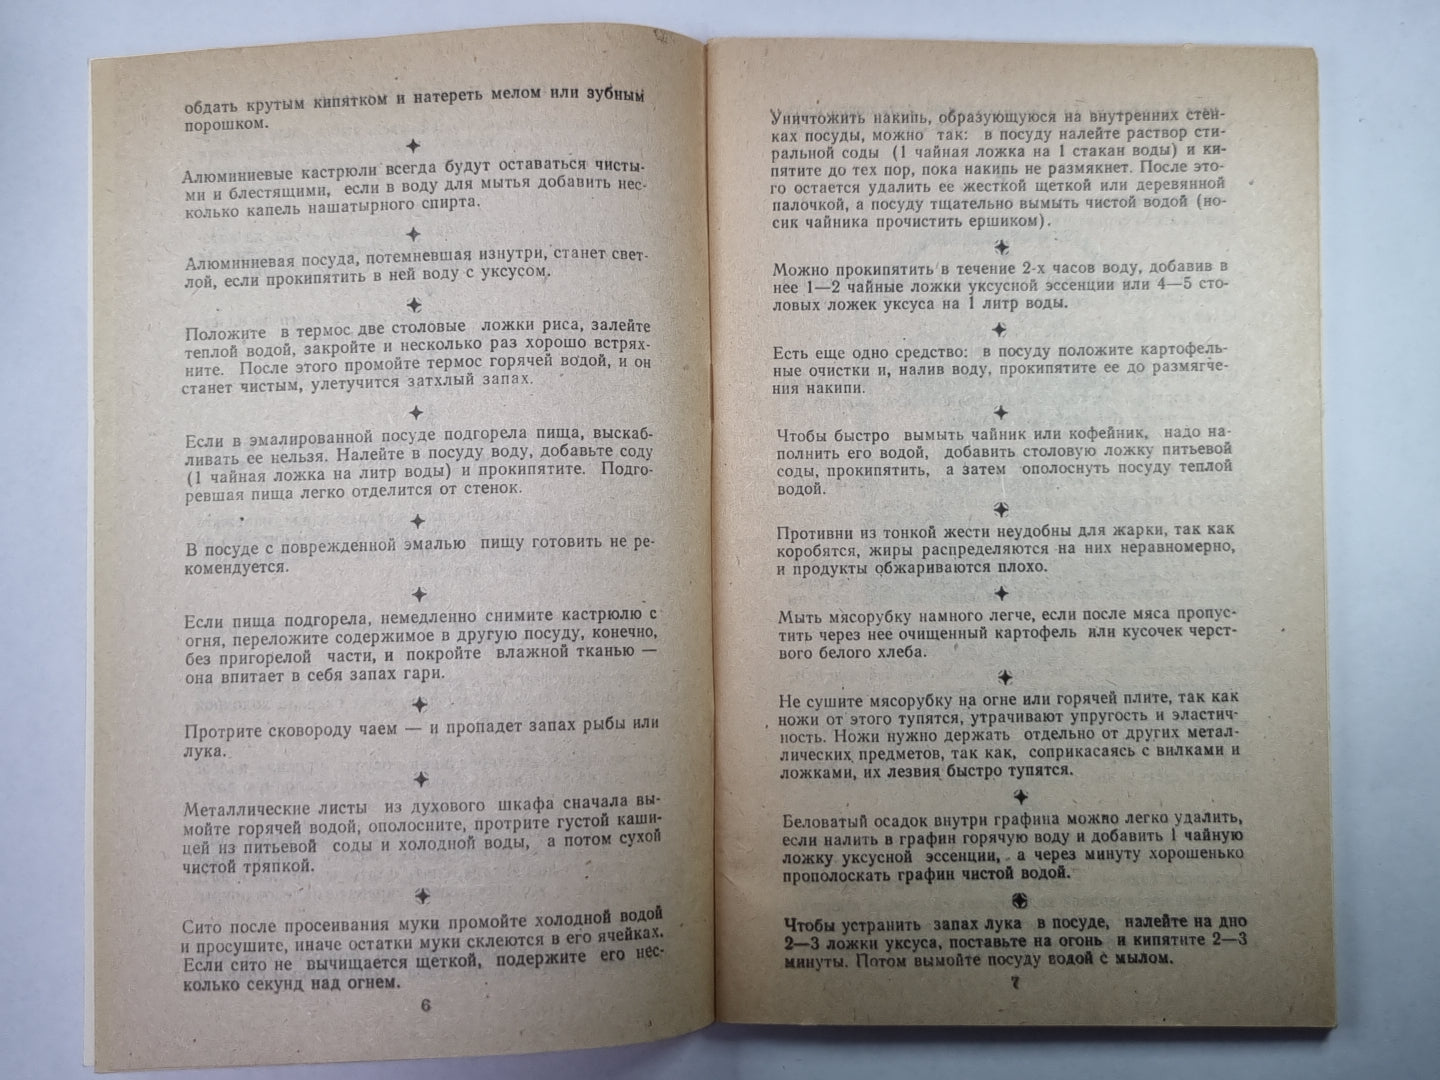 обдать крутым кипятком и натереть мелом или зубным
порошком.
Алюминиевые кастрюли всегда будут оставаться чисты-
ми и блестящими, если в воду для мытья добавить нес-
колько капель нашатырного спирта.
Алюминиевая посуда, потемневшая изнутри, станет свет-
лой, если прокипятить в ней воду с уксусом.
Положите в термос две столовые ложки риса, залейте
теплой водой, закройте и несколько раз хорошо встрях-
ните. После этого промойте термос горячей водой, и он
станет чистым, улетучится затхлый запах.
Если в эмалированной посуде подгорела пища, выскаб-
ливать ее нельзя. Налейте в посуду воду, добавьте соду
(1 чайная ложка на литр воды) и прокипятите. Подго-
ревшая пища легко отделится от стенок.
В посуде с поврежденной эмалью пищу готовить не ре-
комендуется.
Если пища подгорела, немедленно снимите кастрюлю с
огня, переложите содержимое в другую посуду, конечно,
без пригорелой части, и покройте влажной тканью —
она впитает в себя запах гари.
Протрите сковороду чаем — и пропадет запах рыбы или
лука.
Металлические листы из духового шкафа сначала вы-
мойте горячей водой, ополосните, протрите густой каши-
цей из питьевой соды и холодной воды, а потом сухой
чистой тряпкой.
Сито после просеивания муки промойте холодной водой
и просушите, иначе остатки муки склеются в его ячейках.
Если сито не вычищается щеткой, подержите его нес-
колько секунд над огнем.
6
Уничтожить накипь, образующуюся на внутренних стен-
ках посуды, можно так: в посуду налейте раствор сти-
ральной соды (1 чайная ложка на 1 стакан воды) и ки-
пятите до тех пор, пока накипь не размякнет. После это-
го остается удалить ее жесткой щеткой или деревянной
палочкой, а посуду тщательно вымыть чистой водой (но-
сик чайника прочистить ершиком).
Можно прокипятить в течение 2-х часов воду, добавив в
нее 1—2 чайные ложки уксусной эссенции или 4—5 сто-
ловых ложек уксуса на 1 литр воды.
Есть еще одно средство: в посуду положите картофель-
ные очистки и, налив воду, прокипятите ее до размягче-
ния накипи.
Чтобы быстро вымыть чайник или кофейник, надо на-
полнить его водой, добавить столовую ложку питьевой
соды, прокипятить, а затем ополоснуть посуду теплой
водой.
Противни из тонкой жести неудобны для жарки, так как
коробятся, жиры распределяются на них неравномерно,
и продукты обжариваются плохо.
Мыть мясорубку намного легче, если после мяса пропус-
тить через нее очищенный картофель или кусочек черст-
вого белого хлеба.
Не сушите мясорубку на огне или горячей плите, так как
ножи от этого тупятся, утрачивают упругость и эластич-
ность. Ножи нужно держать отдельно от других метал-
лических предметов, так как, соприкасаясь с вилками и
ложками, их лезвия быстро тупятся.
Беловатый осадок внутри графина можно легко удалить,
если налить в графин горячую воду и добавить 1 чайную
ложку уксусной эссенции, а через минуту хорошенько
прополоскать графин чистой водой.
Чтобы устранить запах лука в посуде, налейте на дно
2—3 ложки уксуса, поставьте на огонь и кипятите 2—3
минуты. Потом вымойте посуду водой с мылом.
7